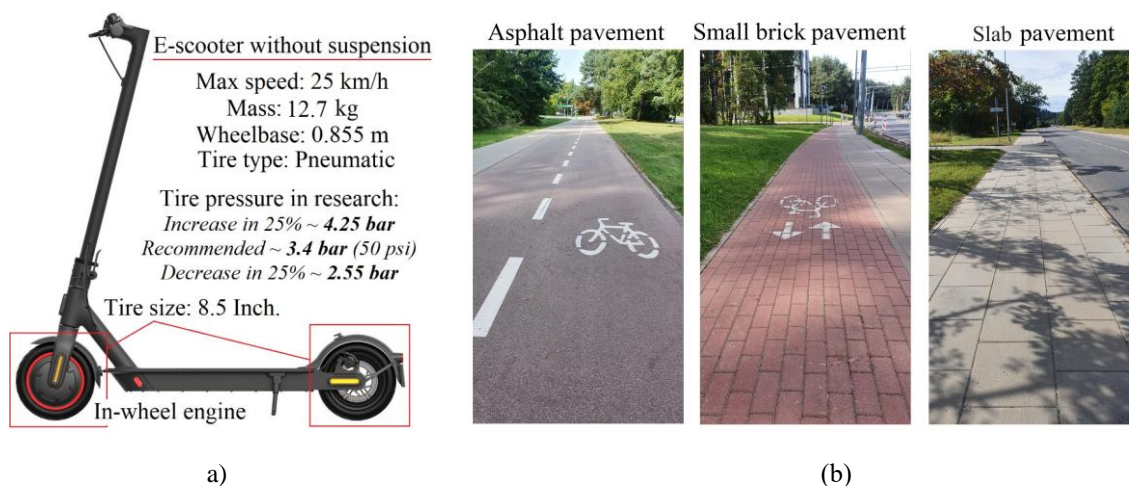 E-scooter without suspension
Max speed: 25 km/h
Mass: 12.7 kg
Wheelbase: 0.855 m
Tire type: Pneumatic
Tire pressure in research:
Increase in 25% ~ 4.25 bar
Recommended ~ 3.4 bar (50 psi)
Decrease in 25% ~ 2.55 bar
Tire size: 8.5 Inch.
In-wheel engine
a)
Asphalt pavement
Small brick pavement
Slab pavement
(b)